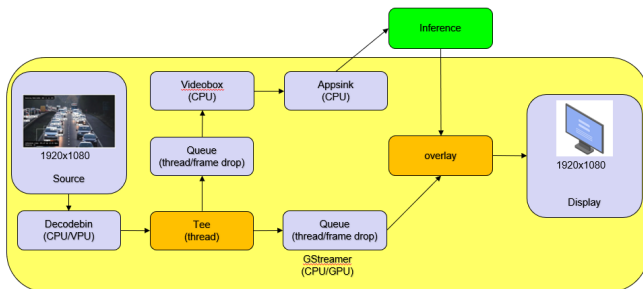 Inference
Videobox
(CPU)
Appsink
(CPU)
1920x1080
Source
Queue
(thread/frame drop)
overlay
1920x1080
Display
Decodebin
(CPU/VPU)
Tee
(thread)
Queue
(thread/frame drop)
GStreamer
(CPU/GPU)